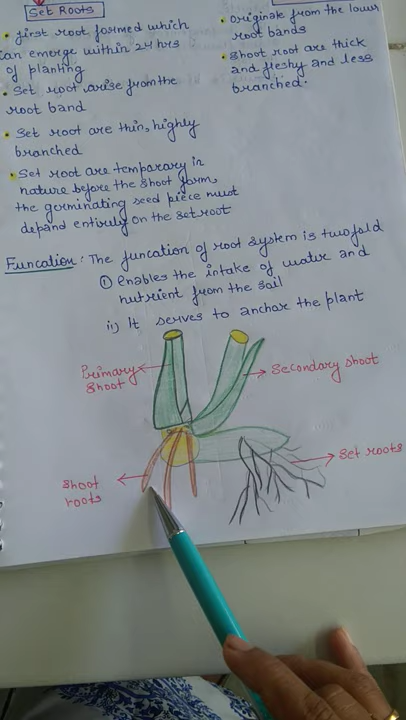 Set Roots
• first root formed which
can emerge within 24 hrs
of planting
• Set root arise from the
root band
• Set root are thin, highly
branched
• Set root are temparary in
nature before the shoot form,
the germinating seed piece must
depand entirely on the set root
• Originate from the lower
root bands
• Shoot root are thick
and fleshy and less
branched.
Funcation: The funcation of root system is twofold
① enables the intake of water and
nutrient from the soil
ii) It serves to anchor the plant
Primary
Shoot
Secondary shoot
Set roots
Shoot
roots